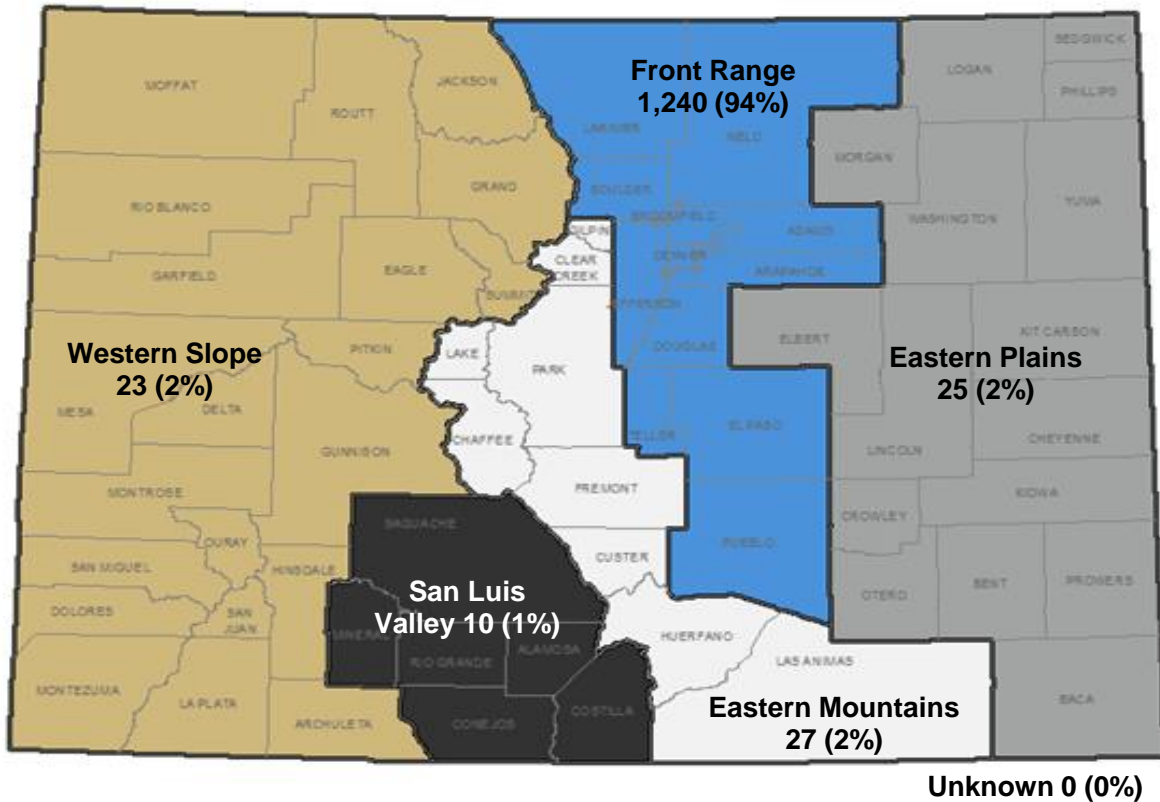 Front Range
1,240 (94%)
SEDGWICK
LOGAN
PHILLIPS
JACKSON
MOFFAT
ROUTT
LARIMER
WELD
MORGAN
GRAND
BOULDER
RIO BLANCO
YUMA
WASHINGTON
BROOMFIELD
GILPIN
ADAMS
CLEAR
CREEK
DENVER
EAGLE
GARFIELD
ARAPAHOE
SUMMIT
JEFFERSON
KIT CARSON
ELBERT
Western Slope
23 (2%)
PITKIN
LAKE
DOUGLAS
Eastern Plains
25 (2%)
PARK
MESA
DELTA
EL PASO
TELLER
CHAFFEE
CHEYENNE
GUNNISON
LINCOLN
FREMONT
MONTROSE
KIOWA
SAGUACHE
CROWLEY
OURAY
PUEBLO
CUSTER
SAN MIGUEL
HINSDALE
BENT
PROWERS
San Luis
Valley 10 (1%)
OTERO
DOLORES
SAN
JUAN
MINERAL
HUERFANO
ALAMOSA
RIO GRANDE
LAS ANIMAS
MONTEZUMA
LA PLATA
BACA
Eastern Mountains
27 (2%)
COSTILLA
ARCHULETA
CONEJOS
Unknown 0 (0%)